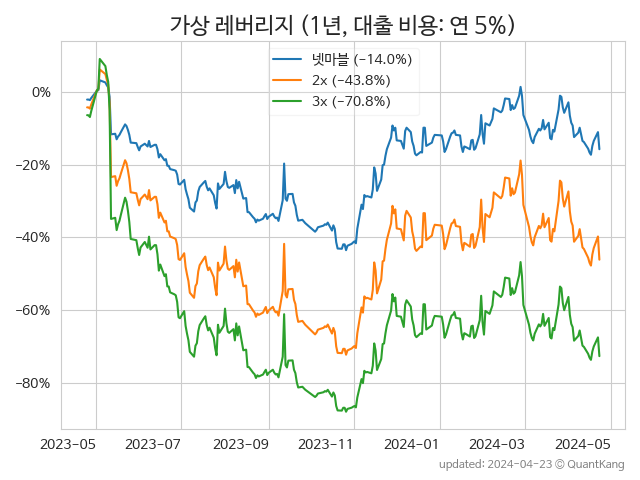 가상 레버리지 (1년, 대출 비용: 연 5%)
넷마블 (−14.0%)
2x (−43.8%)
3x (−70.8%)
0%
−20%
−40%
−60%
−80%
2023-05 2023-07 2023-09 2023-11 2024-01 2024-03 2024-05
updated: 2024-04-23 © QuantKang